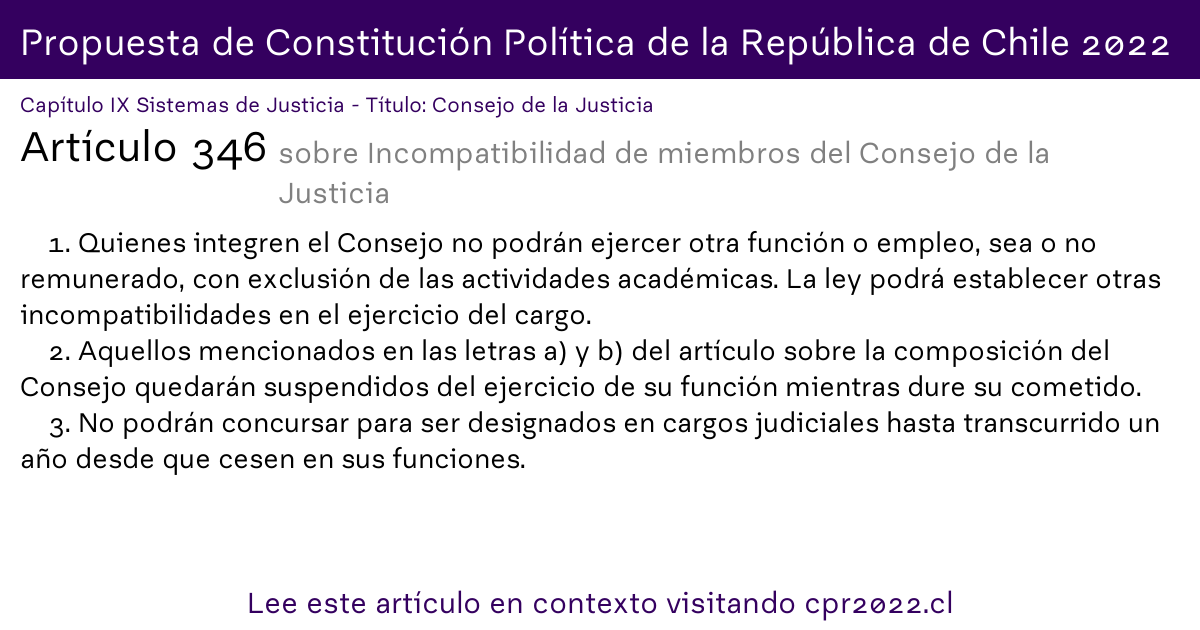 Propuesta de Constitución Política de la República de Chile 2022
Capítulo IX Sistemas de Justicia - Título: Consejo de la Justicia
Artículo 346 sobre Incompatibilidad de miembros del Consejo de la
Justicia
1. Quienes integren el Consejo no podrán ejercer otra función o empleo, sea o no
remunerado, con exclusión de las actividades académicas. La ley podrá establecer otras
incompatibilidades en el ejercicio del cargo.
2. Aquellos mencionados en las letras a) y b) del artículo sobre la composición del
Consejo quedarán suspendidos del ejercicio de su función mientras dure su cometido.
3. No podrán concursar para ser designados en cargos judiciales hasta transcurrido un
año desde que cesen en sus funciones.
Lee este artículo en contexto visitando cpr2022.cl